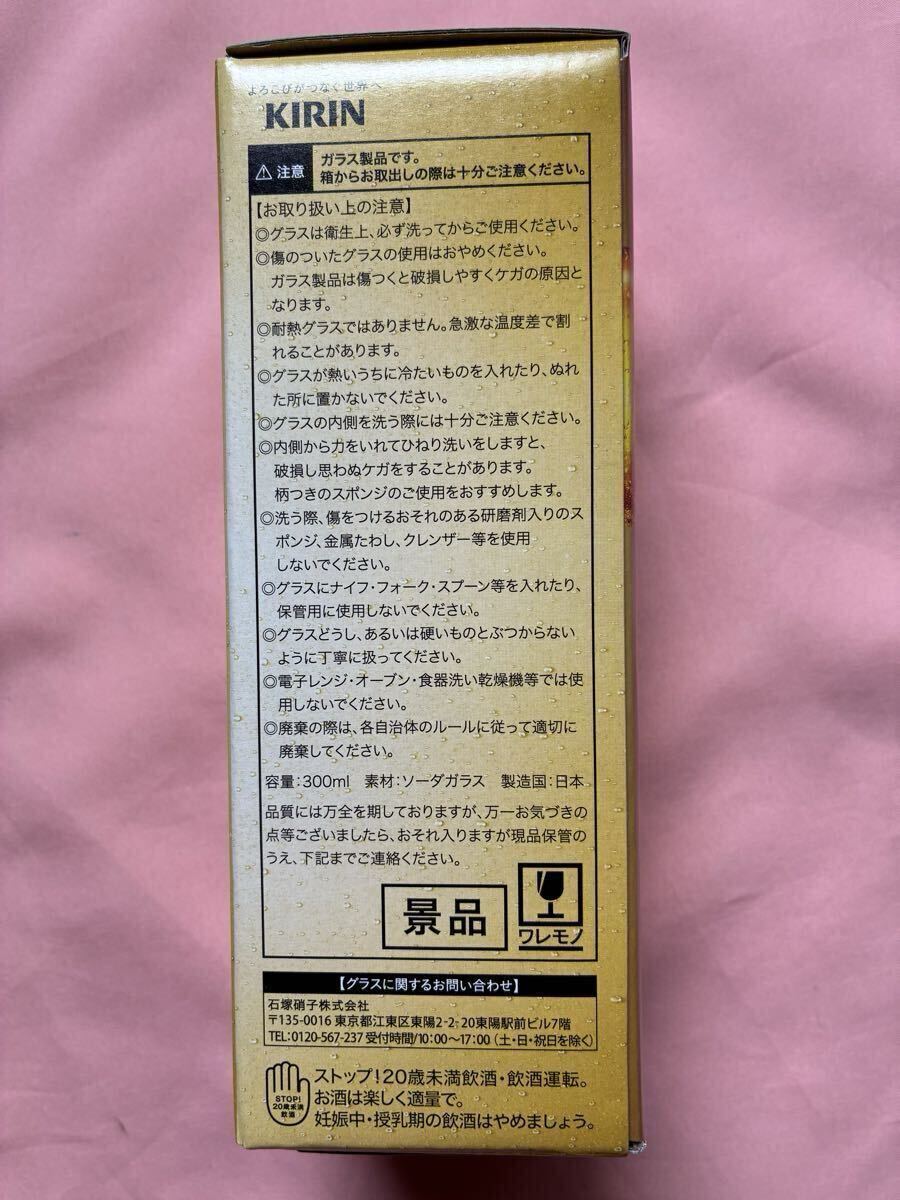 よろこびがつなぐ世界へ
KIRIN
⚠注意
ガラス製品です。
箱からお取出しの際は十分ご注意ください。
【お取り扱い上の注意】
◎グラスは衛生上、必ず洗ってからご使用ください。
◎傷のついたグラスの使用はおやめください。
ガラス製品は傷つくと破損しやすくケガの原因と
なります。
◎耐熱グラスではありません。急激な温度差で割
れることがあります。
◎グラスが熱いうちに冷たいものを入れたり、ぬれ
た所に置かないでください。
◎グラスの内側を洗う際には十分ご注意ください。
◎内側から力をいれてひねり洗いをしますと、
破損し思わぬケガをすることがあります。
柄つきのスポンジのご使用をおすすめします。
◎洗う際、傷をつけるおそれのある研磨剤入りのス
ポンジ、金属たわし、クレンザー等を使用
しないでください。
◎グラスにナイフ・フォーク・スプーン等を入れたり、
保管用に使用しないでください。
◎グラスどうし、あるいは硬いものとぶつからない
ように丁寧に扱ってください。
◎電子レンジ・オーブン・食器洗い乾燥機等では使
用しないでください。
◎廃棄の際は、各自治体のルールに従って適切に
廃棄してください。
容量:300ml 素材:ソーダガラス 製造国:日本
品質には万全を期しておりますが、万一お気づきの
点等ございましたら、おそれ入りますが現品保管の
うえ、下記までご連絡ください。
景品
ワレモノ
【グラスに関するお問い合わせ】
石塚硝子株式会社
〒135-0016 東京都江東区東陽2-2-20東陽駅前ビル7階
TEL:0120-567-237 受付時間/10:00〜17:00(土・日・祝日を除く)
STOP!
20歳未満
飲酒
ストップ!20歳未満飲酒・飲酒運転。
お酒は楽しく適量で。
妊娠中・授乳期の飲酒はやめましょう。